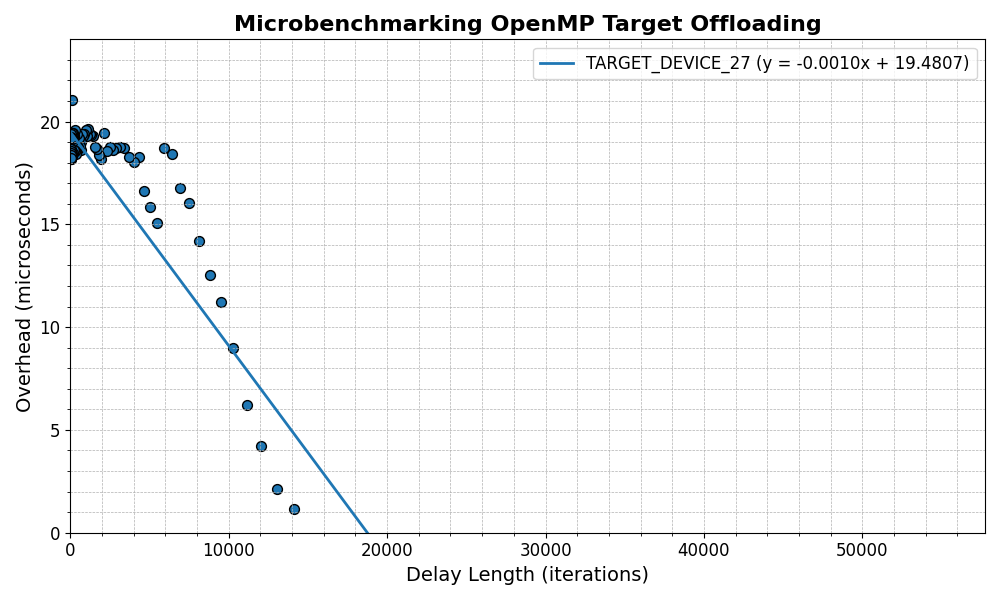 Microbenchmarking OpenMP Target Offloading
TARGET_DEVICE_27 (y = -0.0010x + 19.4807)
Overhead (microseconds)
20
15
10
5
0
0 10000 20000 30000 40000 50000
Delay Length (iterations)